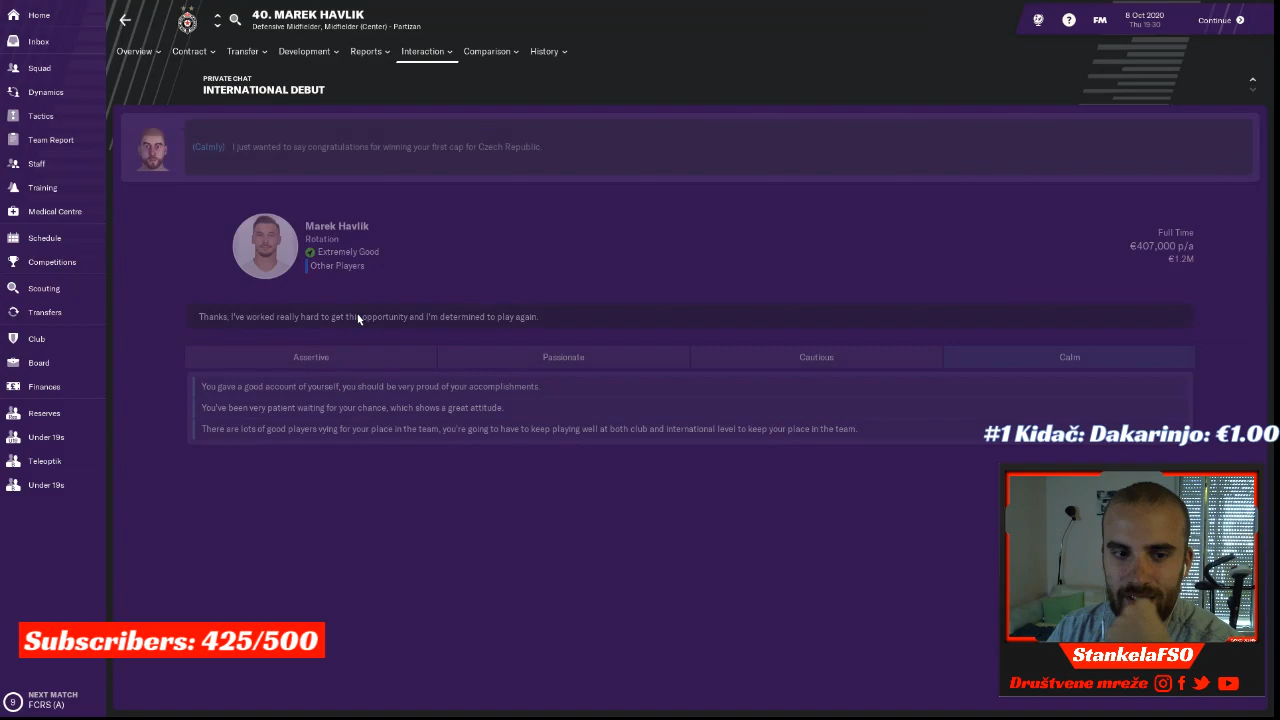 Home
Inbox
Squad
Dynamics
Tactics
Team Report
Staff
Training
Medical Centre
Schedule
Competitions
Scouting
Transfers
Club
Board
Finances
Reserves
Under 19s
Teleoptik
Under 19s
9
NEXT MATCH
FCRS (A)
40. MAREK HAVLIK
Defensive Midfielder, Midfielder (Center) - Partizan
?
FM
8 Oct 2020
Thu 19:30
Continue
Overview
Contract
Transfer
Development
Reports
Interaction
Comparison
History
PRIVATE CHAT
INTERNATIONAL DEBUT
(Calmly) I just wanted to say congratulations for winning your first cap for Czech Republic.
Marek Havlik
Rotation
Extremely Good
Other Players
Full Time
€407,000 p/a
€1.2M
Thanks, I've worked really hard to get this opportunity and I'm determined to play again.
Assertive
Passionate
Cautious
Calm
You gave a good account of yourself, you should be very proud of your accomplishments.
You've been very patient waiting for your chance, which shows a great attitude.
There are lots of good players vying for your place in the team, you're going to have to keep playing well at both club and international level to keep your place in the team.
#1 Kidač: Dakarinjo: €1.00
Subscribers: 425/500
StankelaFSO
Društvene mreže